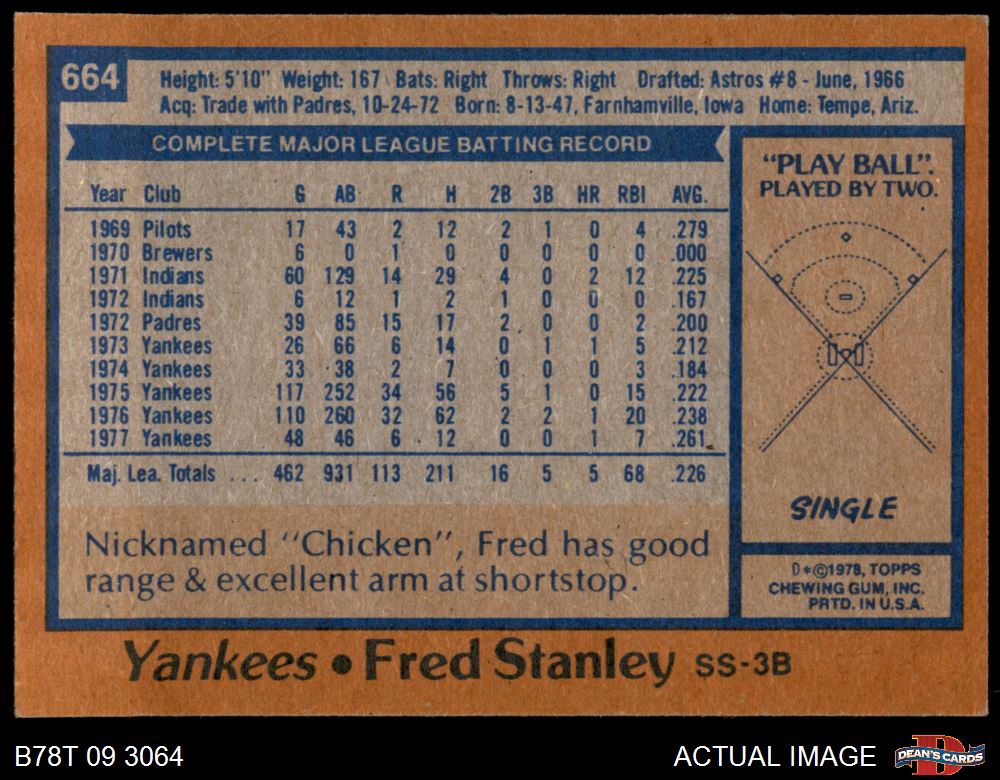 664
Height: 5'10" Weight: 167 Bats: Right Throws: Right Drafted: Astros #8 - June, 1966
Acq: Trade with Padres, 10-24-72 Born: 8-13-47, Farnhamville, Iowa Home: Tempe, Ariz.
COMPLETE MAJOR LEAGUE BATTING RECORD
Year Club G AB R H 2B 3B HR RBI AVG.
1969 Pilots 17 43 2 12 2 1 0 4 .279
1970 Brewers 6 0 1 0 0 0 0 0 .000
1971 Indians 60 129 14 29 4 0 2 12 .225
1972 Indians 6 12 1 2 1 0 0 0 .167
1972 Padres 39 85 15 17 2 0 0 2 .200
1973 Yankees 26 66 6 14 0 1 1 5 .212
1974 Yankees 33 38 2 7 0 0 0 3 .184
1975 Yankees 117 252 34 56 5 1 0 15 .222
1976 Yankees 110 260 32 62 2 2 1 20 .238
1977 Yankees 48 46 6 12 0 0 1 7 .261
Maj. Lea. Totals ... 462 931 113 211 16 5 5 68 .226
Nicknamed "Chicken", Fred has good
range & excellent arm at shortstop.
"PLAY BALL".
PLAYED BY TWO.
SINGLE
D*©1978, TOPPS
CHEWING GUM, INC.
PRTD. IN U.S.A.
Yankees • Fred Stanley SS-3B
B78T 09 3064
ACTUAL IMAGE
D
DEAN'S CARDS